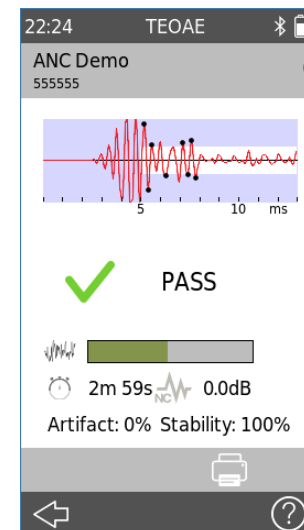 22:24 TEOAE
ANC Demo
555555
5 10 ms
PASS
2m 59s NC 0.0dB
Artifact: 0% Stability: 100%
?